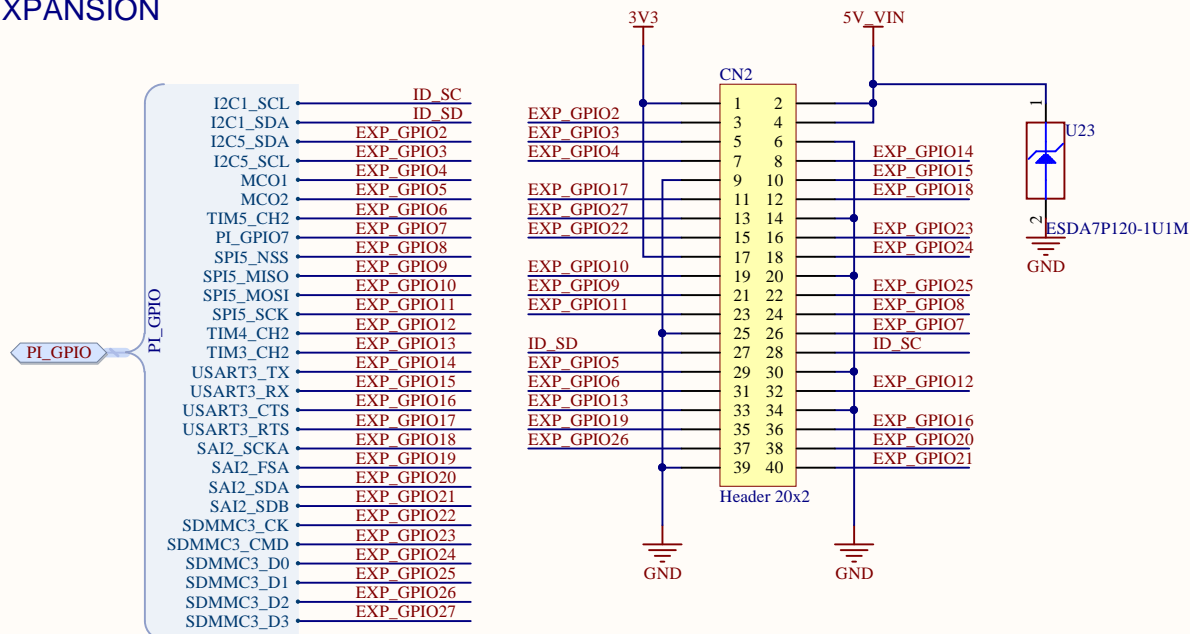 XPANSION
3V3
5V_VIN
CN2
I2C1_SCL ID_SC
I2C1_SDA ID_SD
I2C5_SDA EXP_GPIO2
I2C5_SCL EXP_GPIO3
MCO1 EXP_GPIO4
MCO2 EXP_GPIO5
TIM5_CH2 EXP_GPIO6
PI_GPIO7 EXP_GPIO7
SPI5_NSS EXP_GPIO8
SPI5_MISO EXP_GPIO9
SPI5_MOSI EXP_GPIO10
SPI5_SCK EXP_GPIO11
TIM4_CH2 EXP_GPIO12
TIM3_CH2 EXP_GPIO13
USART3_TX EXP_GPIO14
USART3_RX EXP_GPIO15
USART3_CTS EXP_GPIO16
USART3_RTS EXP_GPIO17
SAI2_SCKA EXP_GPIO18
SAI2_FSA EXP_GPIO19
SAI2_SDA EXP_GPIO20
SAI2_SDB EXP_GPIO21
SDMMC3_CK EXP_GPIO22
SDMMC3_CMD EXP_GPIO23
SDMMC3_D0 EXP_GPIO24
SDMMC3_D1 EXP_GPIO25
SDMMC3_D2 EXP_GPIO26
SDMMC3_D3 EXP_GPIO27
PI_GPIO
PI_GPIO
1 2
EXP_GPIO2 3 4
EXP_GPIO3 5 6
EXP_GPIO4 7 8 EXP_GPIO14
9 10 EXP_GPIO15
EXP_GPIO17 11 12 EXP_GPIO18
EXP_GPIO27 13 14
EXP_GPIO22 15 16 EXP_GPIO23
17 18 EXP_GPIO24
EXP_GPIO10 19 20
EXP_GPIO9 21 22 EXP_GPIO25
EXP_GPIO11 23 24 EXP_GPIO8
25 26 EXP_GPIO7
ID_SD 27 28 ID_SC
EXP_GPIO5 29 30
EXP_GPIO6 31 32 EXP_GPIO12
EXP_GPIO13 33 34
EXP_GPIO19 35 36 EXP_GPIO16
EXP_GPIO26 37 38 EXP_GPIO20
39 40 EXP_GPIO21
Header 20x2
GND
GND
1
U23
2
ESDA7P120-1U1M
GND